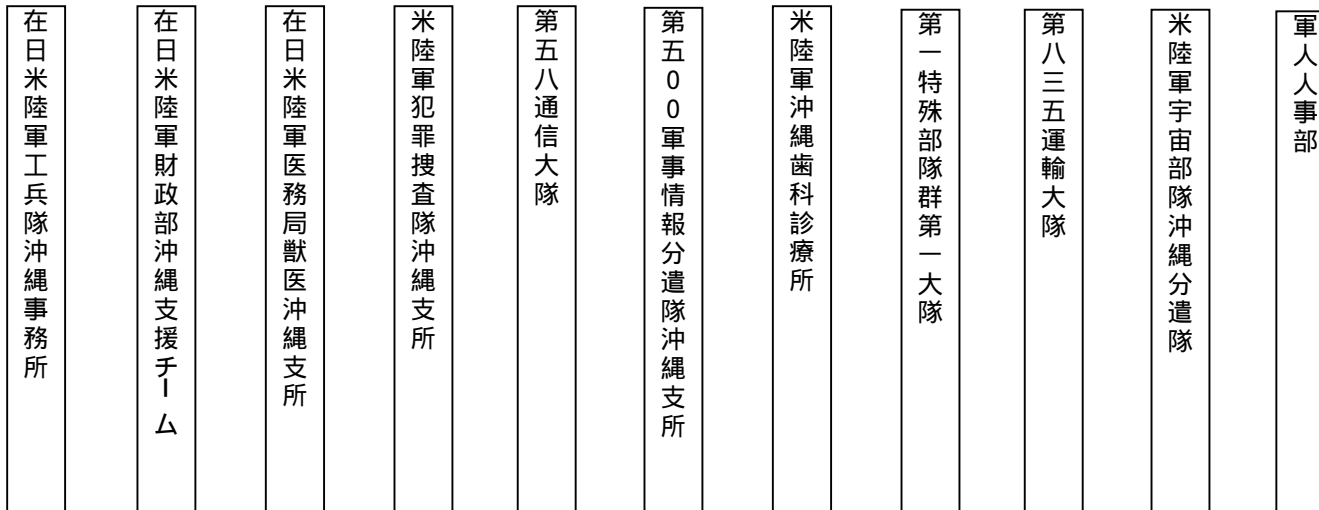 軍人人事部
米陸軍宇宙部隊沖縄分遣隊
第八三五運輸大隊
第一特殊部隊群第一大隊
米陸軍沖縄歯科診療所
第五00軍事情報分遣隊沖縄支所
第五八通信大隊
米陸軍犯罪捜査隊沖縄支所
在日米陸軍医務局獣医沖縄支所
在日米陸軍財政部沖縄支援チーム
在日米陸軍工兵隊沖縄事務所